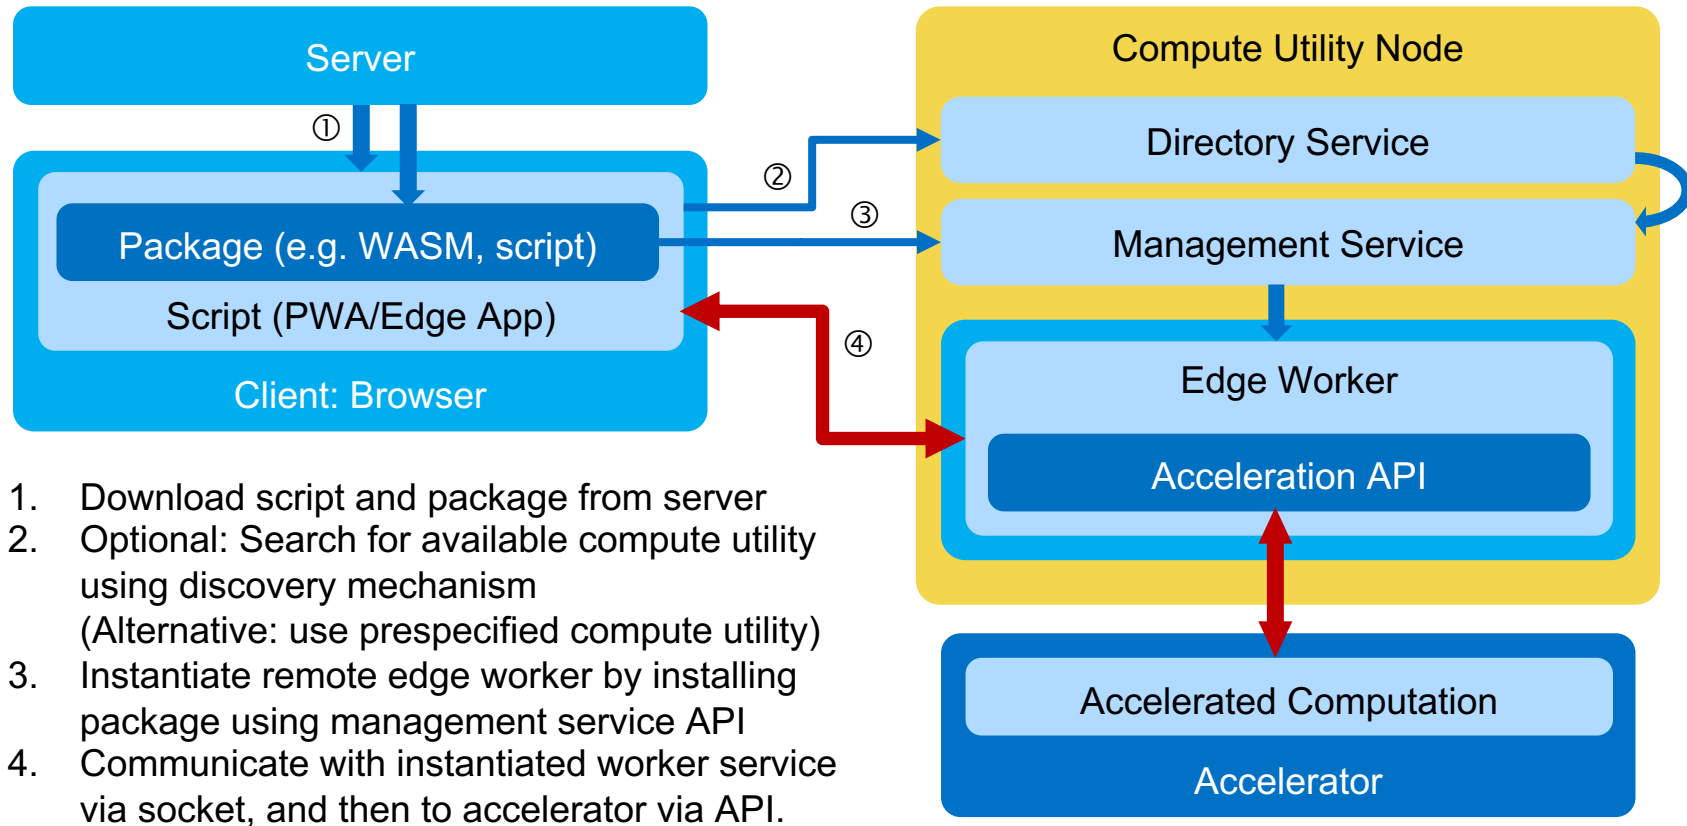 Server
①
Package (e.g. WASM, script)
Script (PWA/Edge App)
Client: Browser
②
③
④
Compute Utility Node
Directory Service
Management Service
Edge Worker
Acceleration API
Accelerated Computation
Accelerator
1. Download script and package from server
2. Optional: Search for available compute utility
using discovery mechanism
(Alternative: use prespecified compute utility)
3. Instantiate remote edge worker by installing
package using management service API
4. Communicate with instantiated worker service
via socket, and then to accelerator via API.